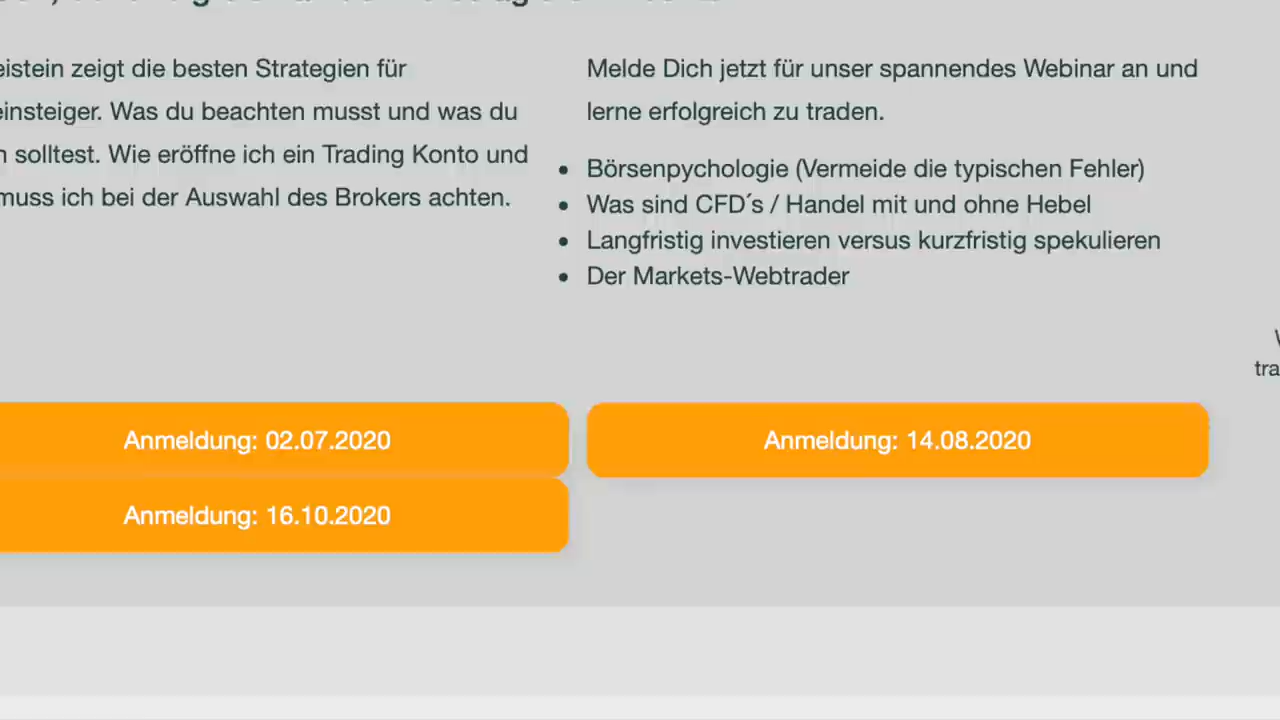 eistein zeigt die besten Strategien für
einsteiger. Was du beachten musst und was du
n solltest. Wie eröffne ich ein Trading Konto und
muss ich bei der Auswahl des Brokers achten.
Melde Dich jetzt für unser spannendes Webinar an und
lerne erfolgreich zu traden.
Börsenpychologie (Vermeide die typischen Fehler)
Was sind CFD´s / Handel mit und ohne Hebel
Langfristig investieren versus kurzfristig spekulieren
Der Markets-Webtrader
tra
Anmeldung: 02.07.2020
Anmeldung: 14.08.2020
Anmeldung: 16.10.2020